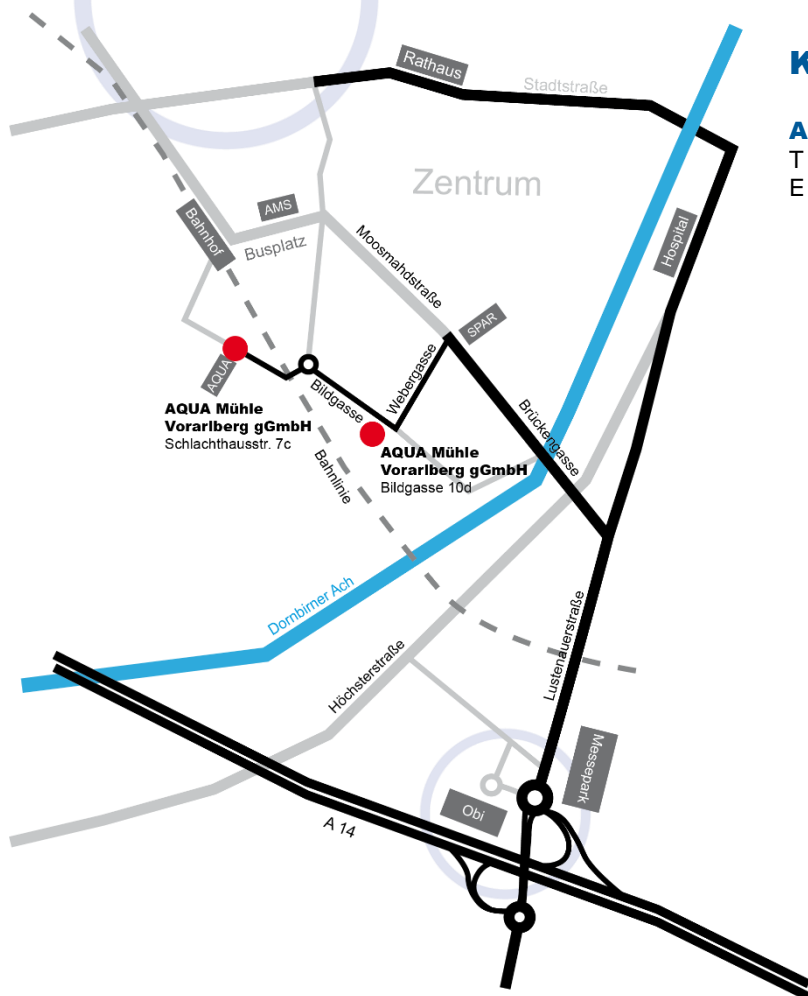 K
Rathaus
Stadtstraße
A
T
E
Zentrum
AMS
Bahnhof
Busplatz
Moosmahdstraße
Hospital
SPAR
AQUA
Bildgasse
Webergasse
AQUA Mühle
Vorarlberg gGmbH
Schlachthausstr. 7c
Brückengasse
AQUA Mühle
Vorarlberg gGmbH
Bildgasse 10d
Bahnlinie
Dornbirner Ach
Höchsterstraße
Lustenauerstraße
Messepark
Obi
A 14